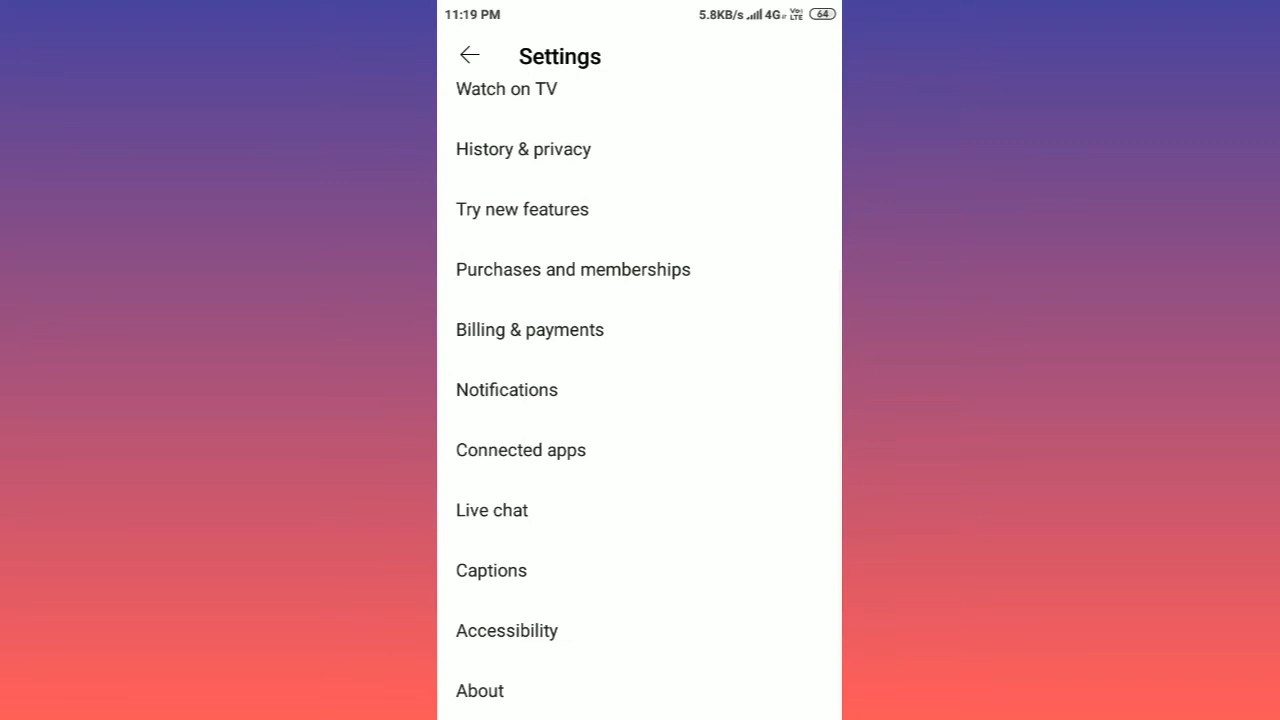 11:19 PM 5.8KB/s 4G VoLTE 64
Settings
Watch on TV
History & privacy
Try new features
Purchases and memberships
Billing & payments
Notifications
Connected apps
Live chat
Captions
Accessibility
About